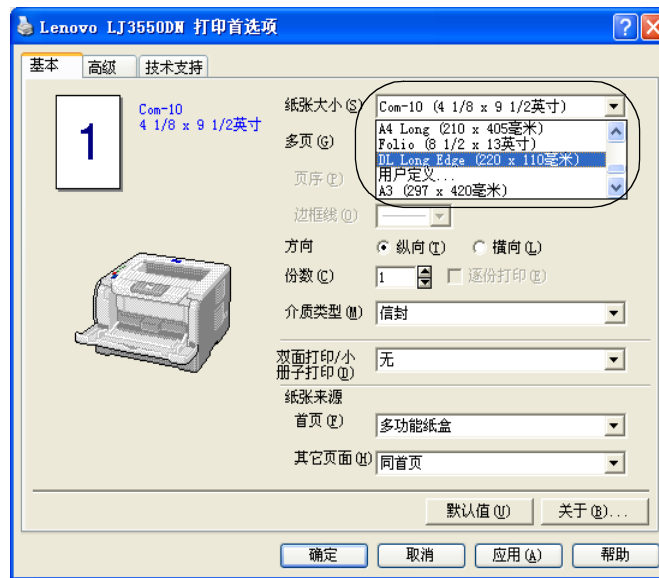 Lenovo LJ3550DN 打印首选项
基本 高级 技术支持
1
Com-10
4 1/8 x 9 1/2英寸
纸张大小(S) Com-10 (4 1/8 x 9 1/2英寸)
A4 Long (210 x 405毫米)
Folio (8 1/2 x 13英寸)
DL Long Edge (220 x 110毫米)
用户定义...
A3 (297 x 420毫米)
多页(G)
页序(P)
边框线(O)
方向 纵向(T) 横向(L)
份数(C) 1 逐份打印(E)
介质类型(M) 信封
双面打印/小
册子打印(D) 无
纸张来源
首页(F) 多功能纸盒
其它页面(H) 同首页
默认值(U) 关于(B)...
确定 取消 应用(A) 帮助